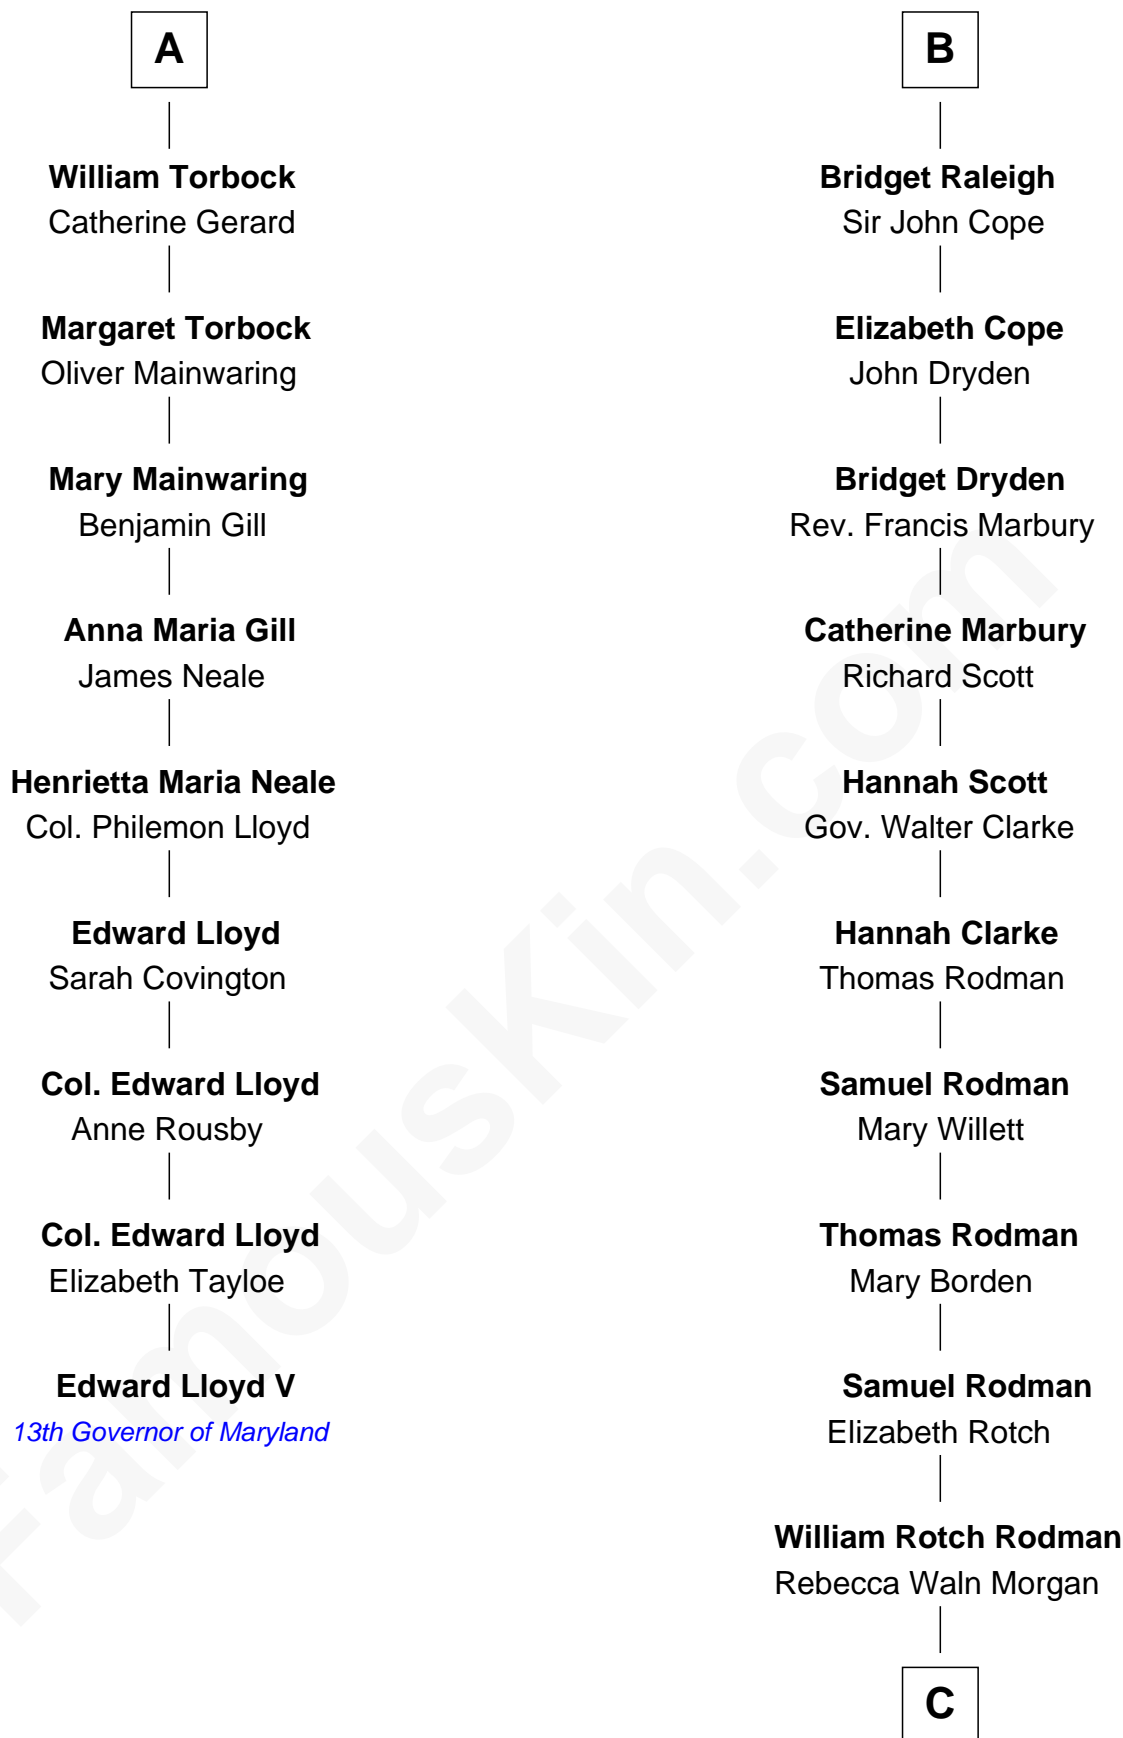 A
William Torbock
Catherine Gerard
Margaret Torbock
Oliver Mainwaring
Mary Mainwaring
Benjamin Gill
Anna Maria Gill
James Neale
Henrietta Maria Neale
Col. Philemon Lloyd
Edward Lloyd
Sarah Covington
Col. Edward Lloyd
Anne Rousby
Col. Edward Lloyd
Elizabeth Tayloe
Edward Lloyd V
13th Governor of Maryland
B
Bridget Raleigh
Sir John Cope
Elizabeth Cope
John Dryden
Bridget Dryden
Rev. Francis Marbury
Catherine Marbury
Richard Scott
Hannah Scott
Gov. Walter Clarke
Hannah Clarke
Thomas Rodman
Samuel Rodman
Mary Willett
Thomas Rodman
Mary Borden
Samuel Rodman
Elizabeth Rotch
William Rotch Rodman
Rebecca Waln Morgan
C
FamousKin.com